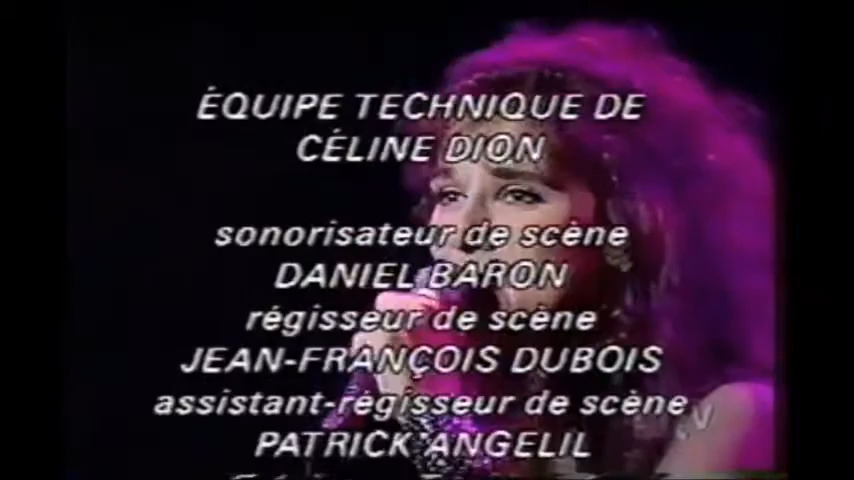 ÉQUIPE TECHNIQUE DE
CÉLINE DION
sonorisateur de scène
DANIEL BARON
régisseur de scène
JEAN-FRANÇOIS DUBOIS
assistant-régisseur de scène
PATRICK ANGELIL